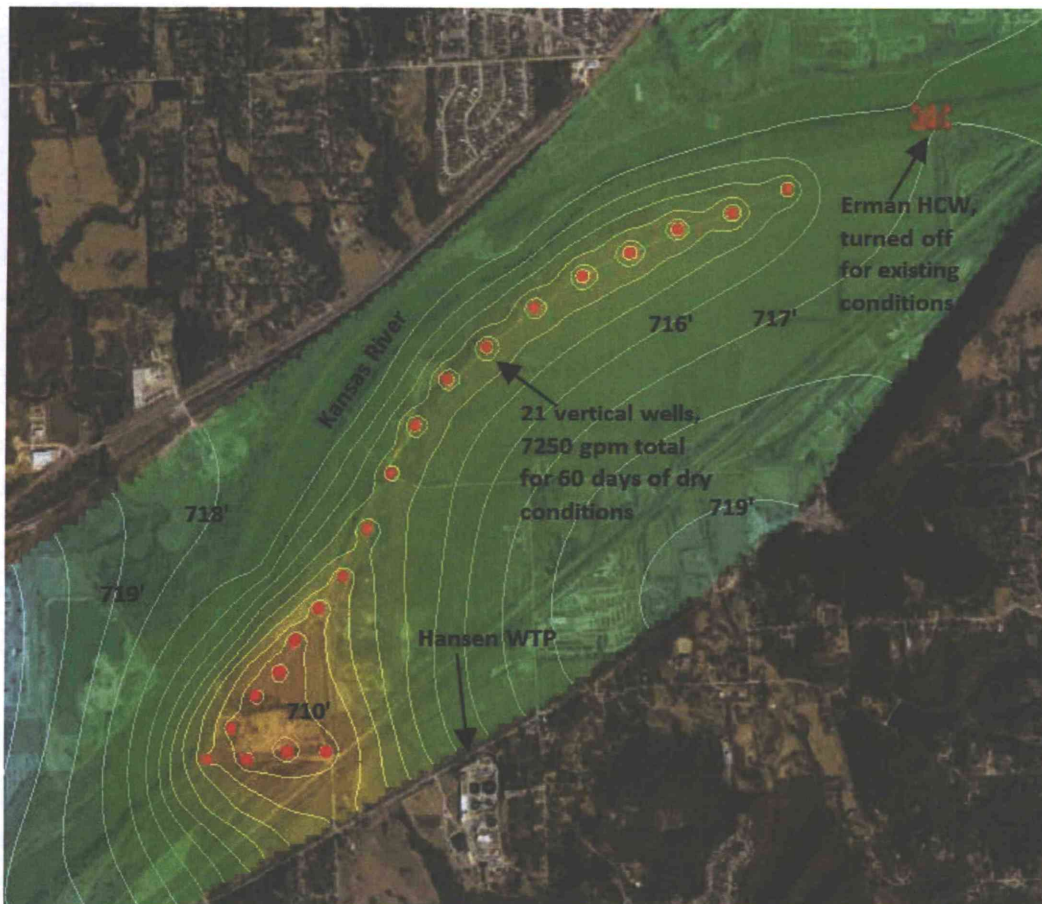 Erman HCW,
turned off
for existing
conditions
716'
717'
Kansas River
21 vertical wells,
7250 gpm total
for 60 days of dry
conditions
718'
719'
719'
Hansen WTP
710'